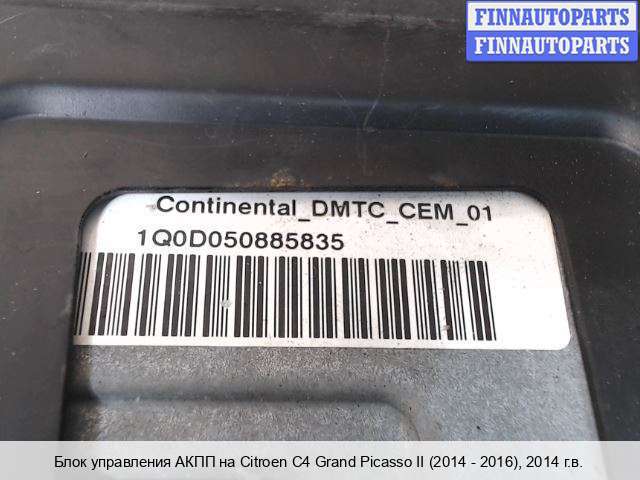 FINNAUTOPARTS
FINNAUTOPARTS
Continental_DMTC_CEM_01
1Q0D050885835
Блок управления АКПП на Citroen C4 Grand Picasso II (2014 - 2016), 2014 г.в.